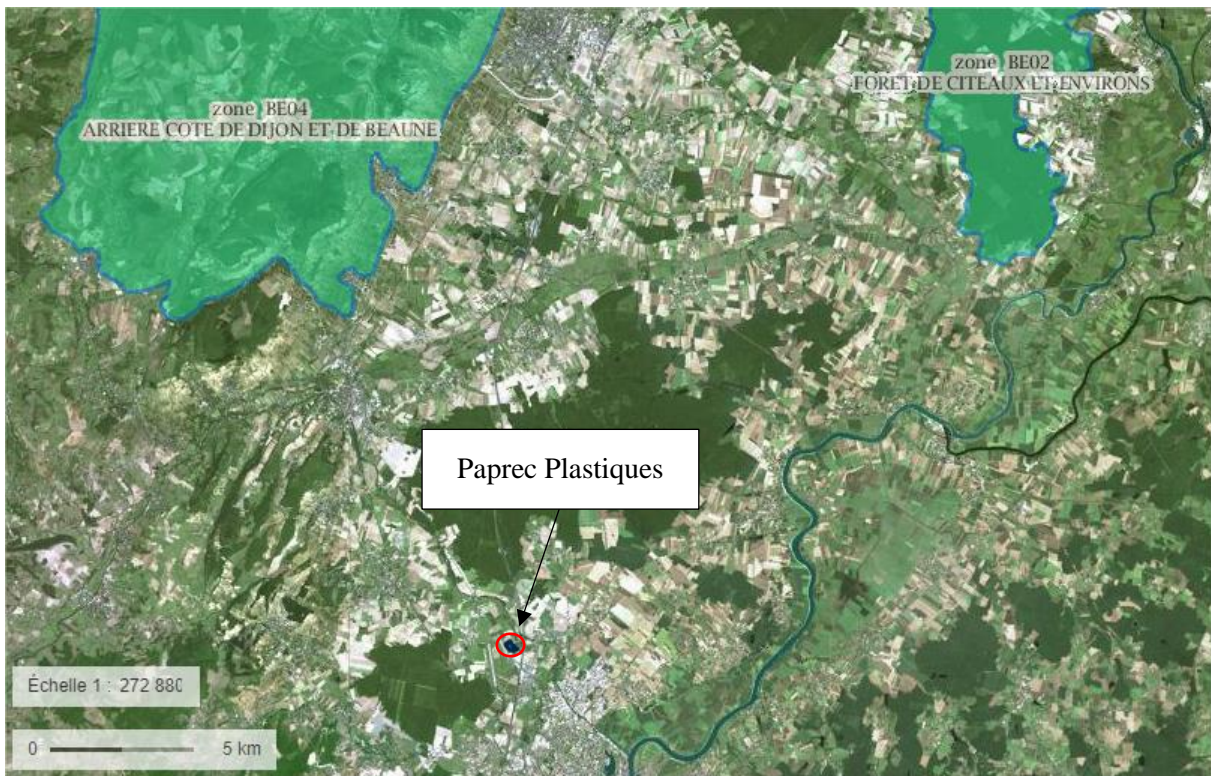 zone BE04
ARRIERE COTE DE DIJON ET DE BEAUNE
zone BE02
FORET DE CITEAUX ET ENVIRONS
Paprec Plastiques
Échelle 1 : 272 880
0 5 km